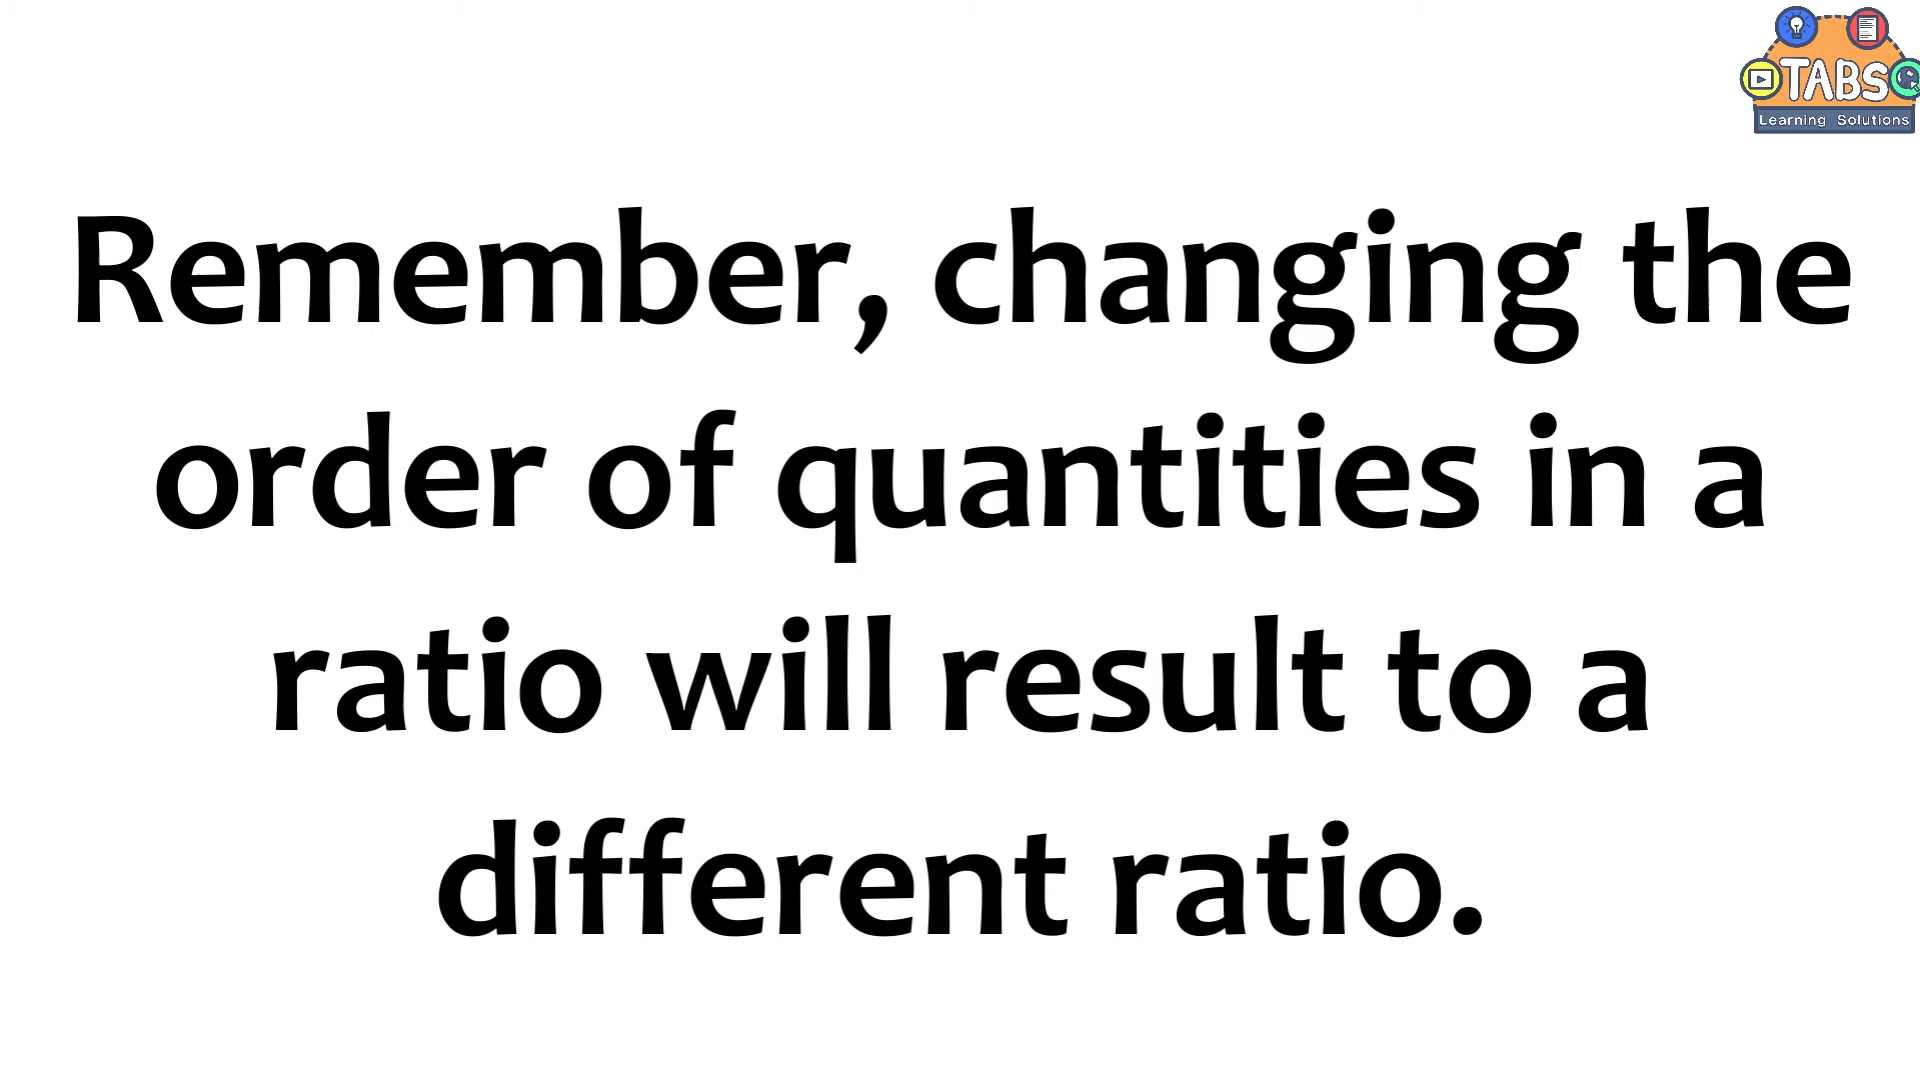 TABS
Learning Solutions
Remember, changing the
order of quantities in a
ratio will result to a
different ratio.